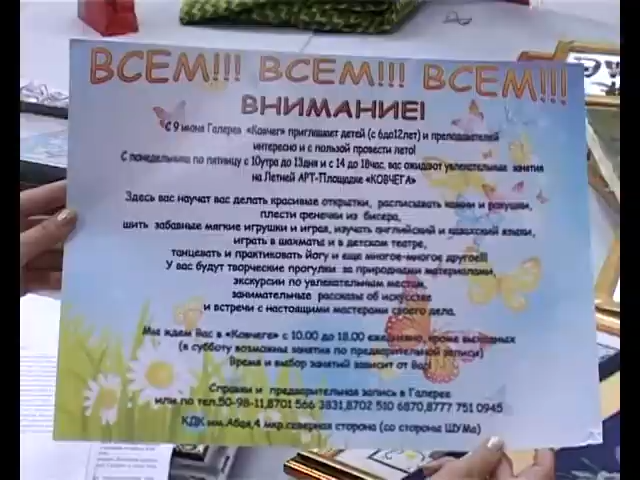 ВСЕМ!!! ВСЕМ!!! ВСЕМ!!!
ВНИМАНИЕ!
С 9 июня Галерея «Ковчег» приглашает детей (с 6до12лет) и преподавателей
интересно и с пользой провести лето!
С понедельника по пятницу с 10утра до 13дня и с 14 до 18час, вас ожидают увлекательные занятия
на Летней АРТ-Площадке «КОВЧЕГА»
Здесь вас научат вас делать красивые открытки, расписывать камни и ракушки,
плести фенечки из бисера,
шить забавные мягкие игрушки и играя, изучать английский и казахский языки,
играть в шахматы и в детском театре,
танцевать и практиковать йогу и еще многое-многое другое!!!
У вас будут творческие прогулки за природными материалами,
экскурсии по увлекательным местам,
занимательные рассказы об искусстве
и встречи с настоящими мастерами своего дела.
Мы ждем Вас в «Ковчеге» с 10.00 до 18.00 ежедневно, кроме выходных
(в субботу возможны занятия по предварительной записи)
Время и выбор занятий зависит от Вас!
Справки и предварительная запись в Галерее
или по тел.50-98-11,8701 566 3831,8702 510 6870,8777 751 0945
КДК им.Абая,4 мкр.северная сторона (со стороны ШУМа)